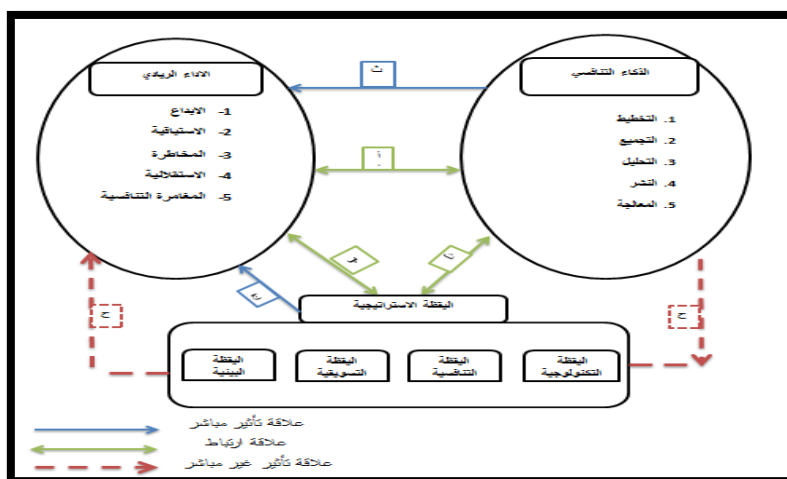 الذكاء التنافسي
1. التخطيط
2. التجميع
3. التحليل
4. النشر
5. المعالجة
ث
أ
الاداء الريادي
1- الابداع
2- الاستباقية
3- المخاطرة
4- الاستقلالية
5- المغامرة التنافسية
ح
ح
اليقظة الاستراتيجية
اليقظة
التكنولوجية
اليقظة
التنافسية
اليقظة
التسويقية
اليقظة
البيئية
علاقة تأثير مباشر
علاقة ارتباط
علاقة تأثير غير مباشر